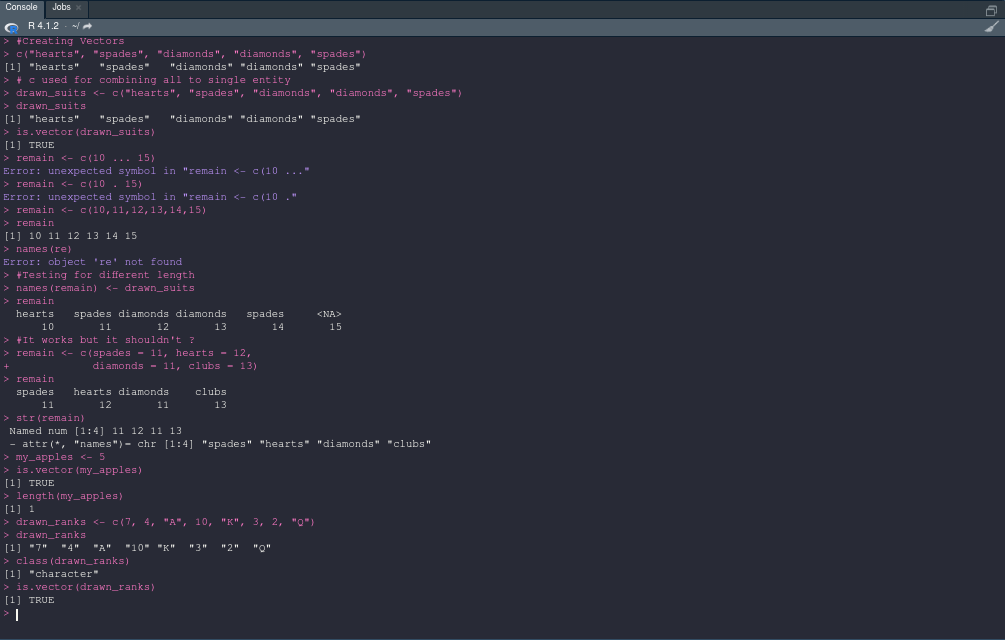 Console Jobs ×
R 4.1.2 · ~/
> #Creating Vectors
> c("hearts", "spades", "diamonds", "diamonds", "spades")
[1] "hearts"   "spades"   "diamonds" "diamonds" "spades"
> # c used for combining all to single entity
> drawn_suits <- c("hearts", "spades", "diamonds", "diamonds", "spades")
> drawn_suits
[1] "hearts"   "spades"   "diamonds" "diamonds" "spades"
> is.vector(drawn_suits)
[1] TRUE
> remain <- c(10 ... 15)
Error: unexpected symbol in "remain <- c(10 ..."
> remain <- c(10 . 15)
Error: unexpected symbol in "remain <- c(10 ."
> remain <- c(10,11,12,13,14,15)
> remain
[1] 10 11 12 13 14 15
> names(re)
Error: object 're' not found
> #Testing for different length
> names(remain) <- drawn_suits
> remain
  hearts   spades diamonds diamonds   spades     <NA>
      10       11       12       13       14       15
> #It works but it shouldn't ?
> remain <- c(spades = 11, hearts = 12,
+             diamonds = 11, clubs = 13)
> remain
  spades   hearts diamonds    clubs
      11       12       11       13
> str(remain)
 Named num [1:4] 11 12 11 13
 - attr(*, "names")= chr [1:4] "spades" "hearts" "diamonds" "clubs"
> my_apples <- 5
> is.vector(my_apples)
[1] TRUE
> length(my_apples)
[1] 1
> drawn_ranks <- c(7, 4, "A", 10, "K", 3, 2, "Q")
> drawn_ranks
[1] "7"  "4"  "A"  "10" "K"  "3"  "2"  "Q"
> class(drawn_ranks)
[1] "character"
> is.vector(drawn_ranks)
[1] TRUE
>